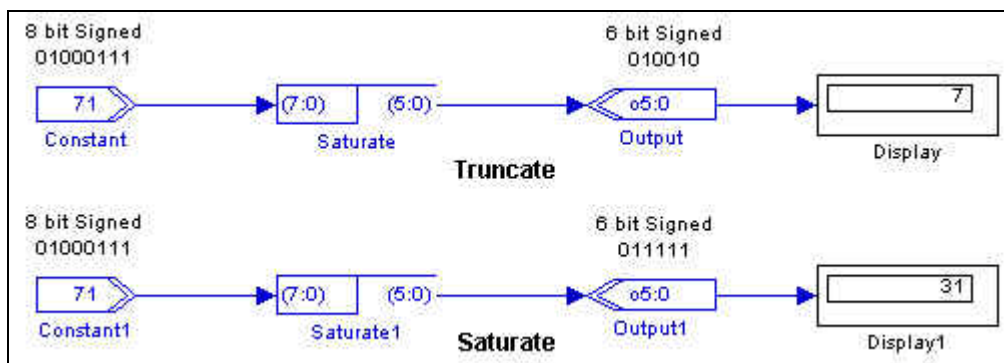 8 bit Signed
01000111
6 bit Signed
010010
71
(7:0)
(5:0)
o5:0
7
Constant
Saturate
Output
Display
Truncate
8 bit Signed
01000111
6 bit Signed
011111
71
(7:0)
(5:0)
o5:0
31
Constant1
Saturate1
Output1
Display1
Saturate